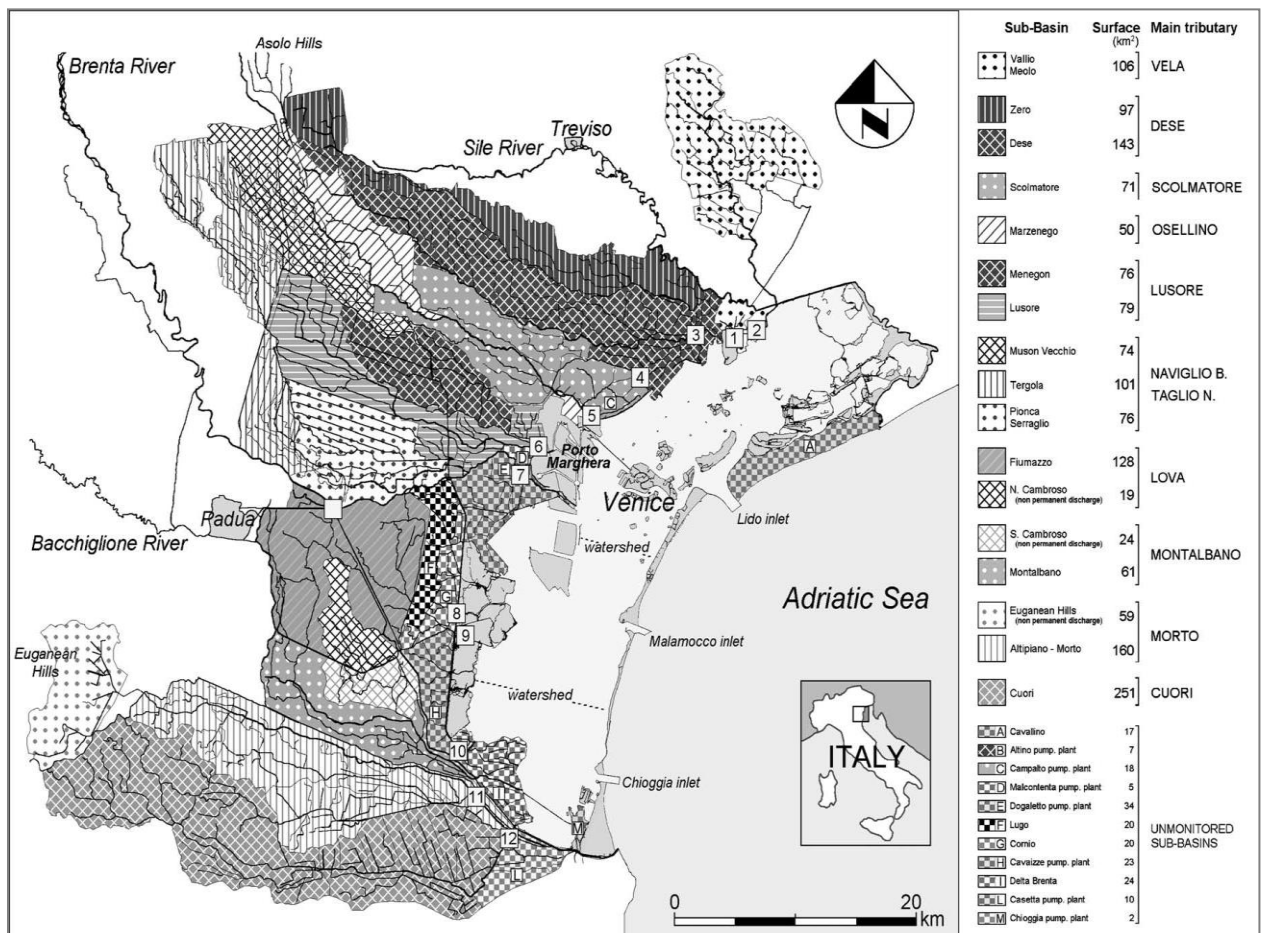 Asolo Hills
Brenta River
Treviso
Sile River
N
3
1
2
4
C
5
6
Porto
Marghera
D
E
7
A
Venice
Lido inlet
Padua
watershed
Bacchiglione River
F
G
8
9
Adriatic Sea
Malamocco inlet
Euganean
Hills
watershed
H
10
ITALY
Chioggia inlet
11
I
M
12
L
0
20
km
Sub-Basin Surface Main tributary
(km²)
Vallio
Meolo 106 VELA
Zero 97
DESE
Dese 143
Scolmatore 71 SCOLMATORE
Marzenego 50 OSELLINO
Menegon 76
LUSORE
Lusore 79
Muson Vecchio 74
NAVIGLIO B.
Tergola 101
TAGLIO N.
Pionca
Serraglio 76
Fiumazzo 128
LOVA
N. Cambroso 19
(non permanent discharge)
S. Cambroso 24
(non permanent discharge)
MONTALBANO
Montalbano 61
Euganean Hills 59
(non permanent discharge)
MORTO
Altipiano - Morto 160
Cuori 251 CUORI
A Cavallino 17
B Altino pump. plant 7
C Campalto pump. plant 18
D Malcontenta pump. plant 5
E Dogaletto pump. plant 34
F Lugo 20
UNMONITORED
SUB-BASINS
G Cornio 20
H Cavaizze pump. plant 23
I Delta Brenta 24
L Casetta pump. plant 10
M Chioggia pump. plant 2